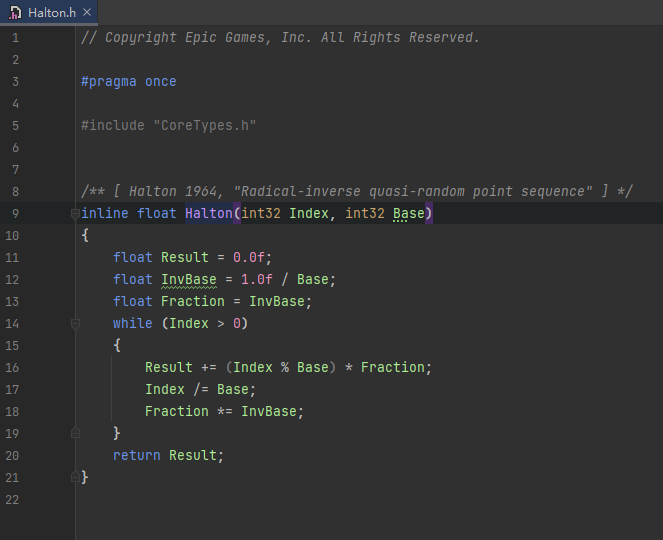 Halton.h
1 // Copyright Epic Games, Inc. All Rights Reserved.
2
3 #pragma once
4
5 #include "CoreTypes.h"
6
7
8 /** [ Halton 1964, "Radical-inverse quasi-random point sequence" ] */
9 inline float Halton(int32 Index, int32 Base)
10 {
11 float Result = 0.0f;
12 float InvBase = 1.0f / Base;
13 float Fraction = InvBase;
14 while (Index > 0)
15 {
16 Result += (Index % Base) * Fraction;
17 Index /= Base;
18 Fraction *= InvBase;
19 }
20 return Result;
21 }
22